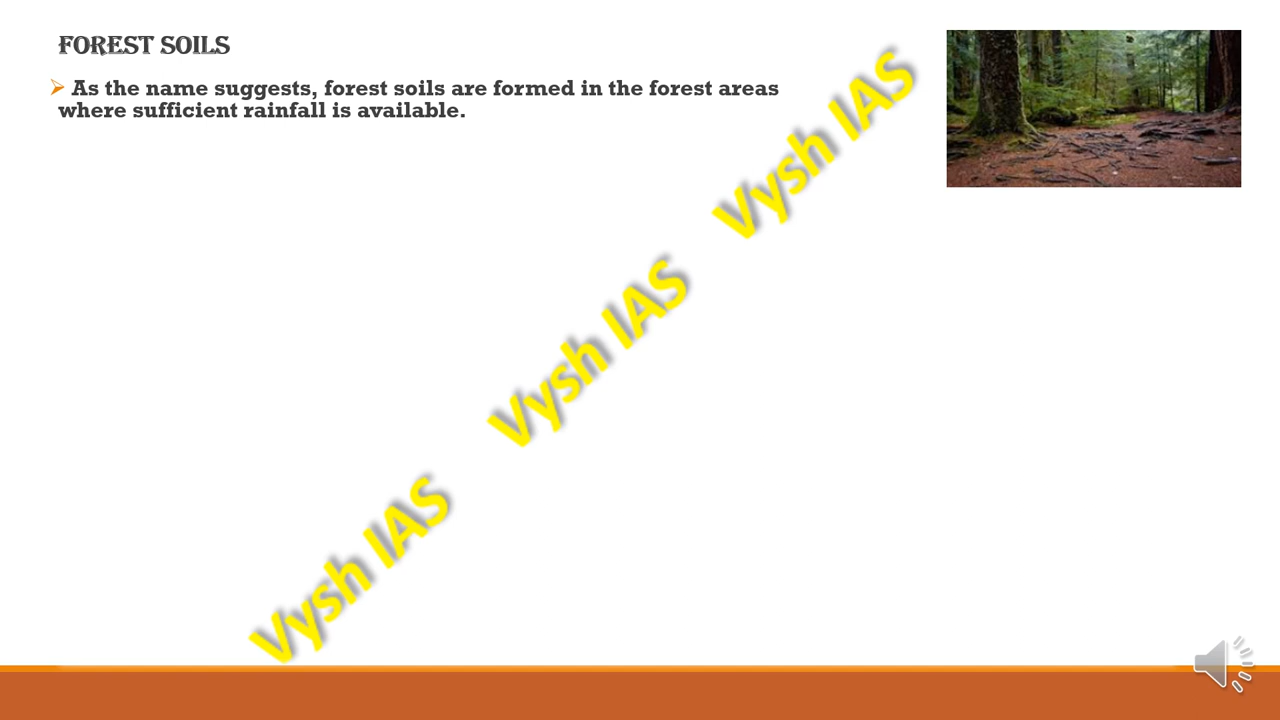 FOREST SOILS
As the name suggests, forest soils are formed in the forest areas
where sufficient rainfall is available.
Vysh IAS
Vysh IAS
Vysh IAS